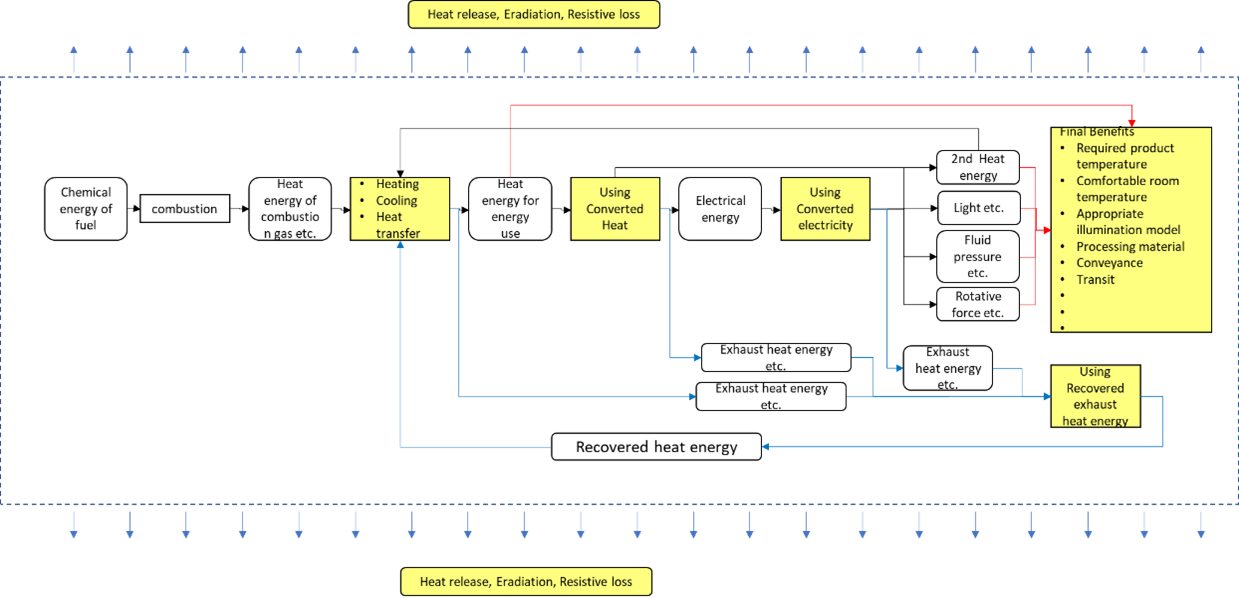 Heat release, Eradiation, Resistive loss
Chemical
energy of
fuel
combustion
Heat
energy of
combustio
n gas etc.
• Heating
• Cooling
• Heat
transfer
Heat
energy for
energy
use
Using
Converted
Heat
Electrical
energy
Using
Converted
electricity
2nd Heat
energy
Light etc.
Fluid
pressure
etc.
Rotative
force etc.
Final Benefits
• Required product
temperature
• Comfortable room
temperature
• Appropriate
illumination model
• Processing material
• Conveyance
• Transit
•
•
•
Exhaust heat energy
etc.
Exhaust heat energy
etc.
Exhaust
heat energy
etc.
Using
Recovered
exhaust
heat energy
Recovered heat energy
Heat release, Eradiation, Resistive loss